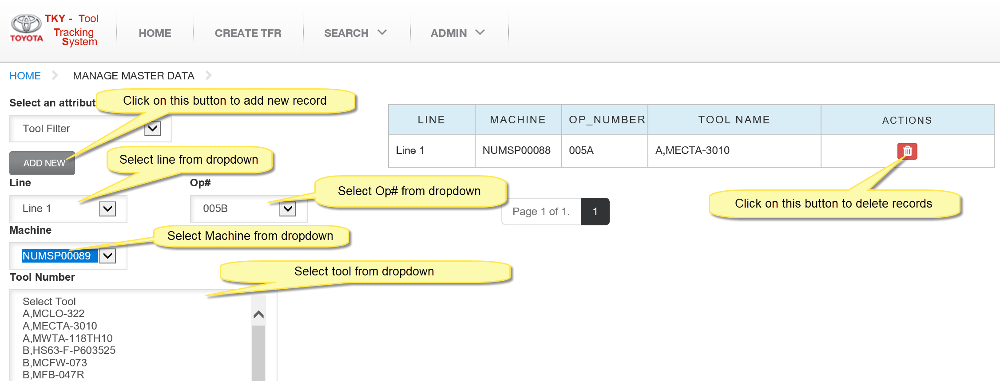 TOYOTA
TKY - Tool
Tracking
System
HOME
CREATE TFR
SEARCH
ADMIN
HOME
MANAGE MASTER DATA
Select an attribut
Click on this button to add new record
Tool Filter
ADD NEW
Select line from dropdown
Line
Op#
Line 1
005B
Select Op# from dropdown
Machine
Select Machine from dropdown
NUMSP00089
Tool Number
Select tool from dropdown
Select Tool
A,MCLO-322
A,MECTA-3010
A,MWTA-118TH10
B,HS63-F-P603525
B,MCFW-073
B,MFB-047R
LINE MACHINE OP_NUMBER TOOL NAME ACTIONS
Line 1 NUMSP00088 005A A,MECTA-3010
Click on this button to delete records
Page 1 of 1. 1